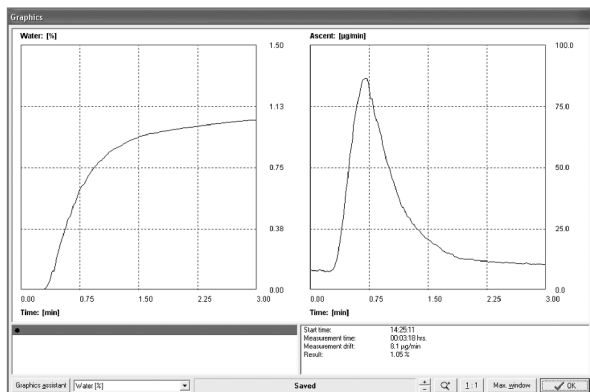 Graphics
Water: [%]
1.50
1.13
0.75
0.38
0.00
0.00 0.75 1.50 2.25 3.00
Time: [min]
Ascent: [µg/min]
100.0
75.0
50.0
25.0
0.0
0.00 0.75 1.50 2.25 3.00
Time: [min]
Start time: 14:25:11
Measurement time: 00:03:18 hrs.
Measurement drift: 8.1 µg/min
Result: 1.05 %
Graphics assistant Water [%] Saved 1:1 Max. window OK